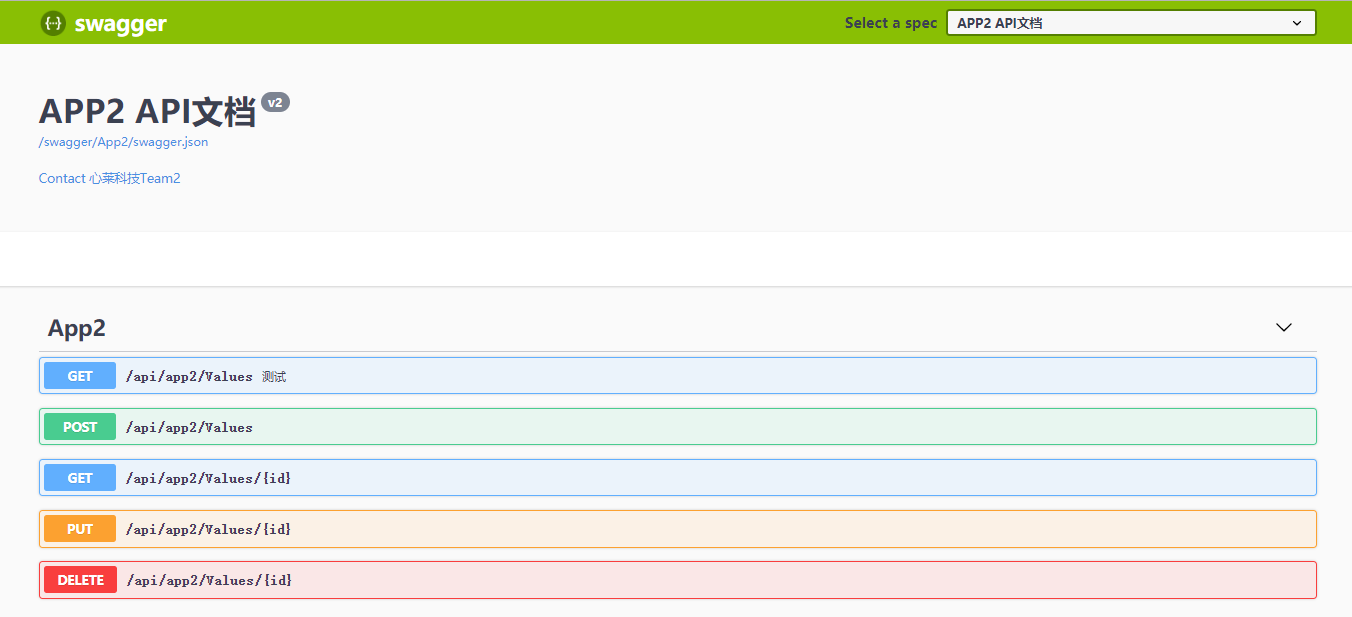 swagger Select a spec APP2 API文档
APP2 API文档 v2
/swagger/App2/swagger.json
Contact 心莱科技Team2
App2
GET /api/app2/Values 测试
POST /api/app2/Values
GET /api/app2/Values/{id}
PUT /api/app2/Values/{id}
DELETE /api/app2/Values/{id}